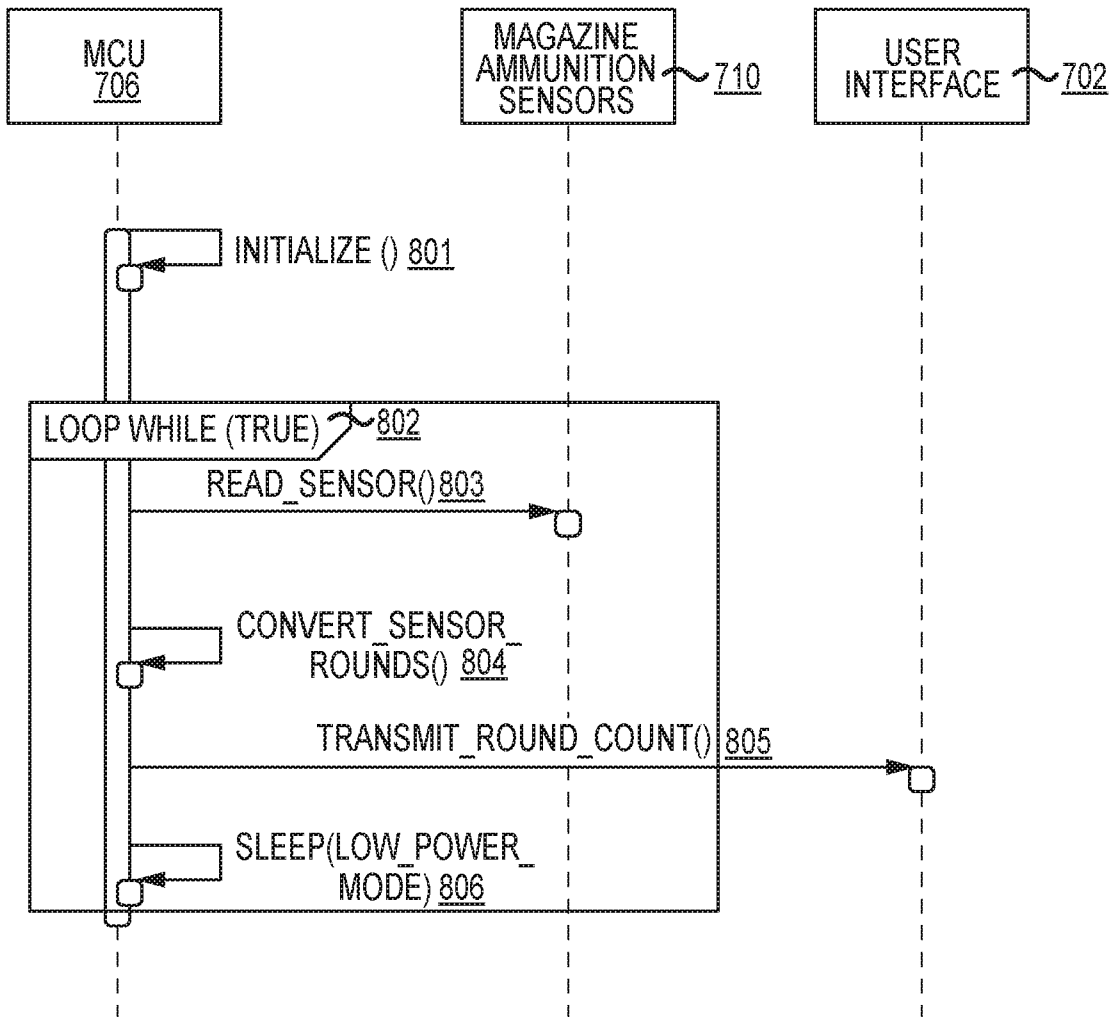 MCU
706
MAGAZINE
AMMUNITION
SENSORS
710
USER
INTERFACE
702
INITIALIZE () 801
LOOP WHILE (TRUE) 802
READ_SENSOR() 803
CONVERT_SENSOR_
ROUNDS() 804
TRANSMIT_ROUND_COUNT() 805
SLEEP(LOW_POWER_
MODE) 806